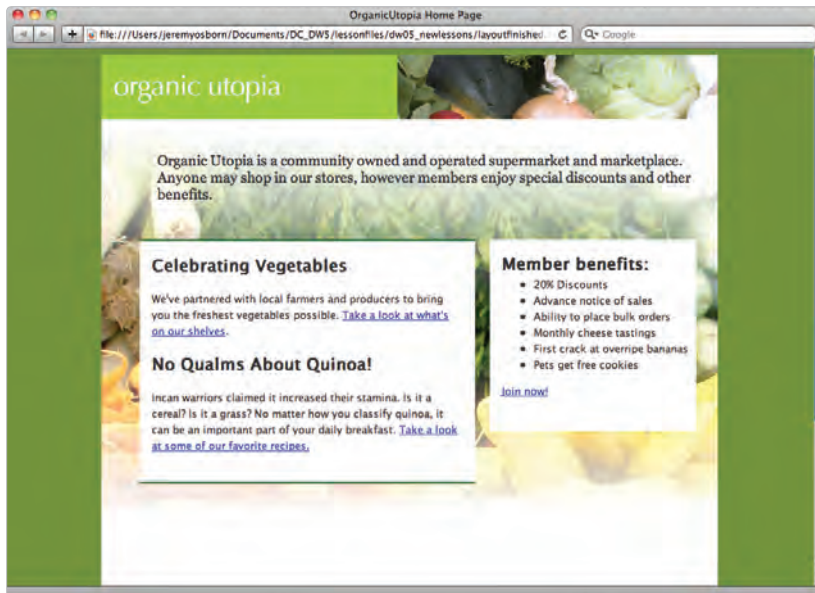 OrganicUtopia Home Page
file:///Users/jeremyosborn/Documents/DC_DW5/lessonfiles/dw05_newlessons/layoutfinished
Google
organic utopia
Organic Utopia is a community owned and operated supermarket and marketplace.
Anyone may shop in our stores, however members enjoy special discounts and other
benefits.
Celebrating Vegetables
We've partnered with local farmers and producers to bring
you the freshest vegetables possible. Take a look at what's
on our shelves.
No Qualms About Quinoa!
Incan warriors claimed it increased their stamina. Is it a
cereal? Is it a grass? No matter how you classify quinoa, it
can be an important part of your daily breakfast. Take a look
at some of our favorite recipes.
Member benefits:
• 20% Discounts
• Advance notice of sales
• Ability to place bulk orders
• Monthly cheese tastings
• First crack at overripe bananas
• Pets get free cookies
Join now!